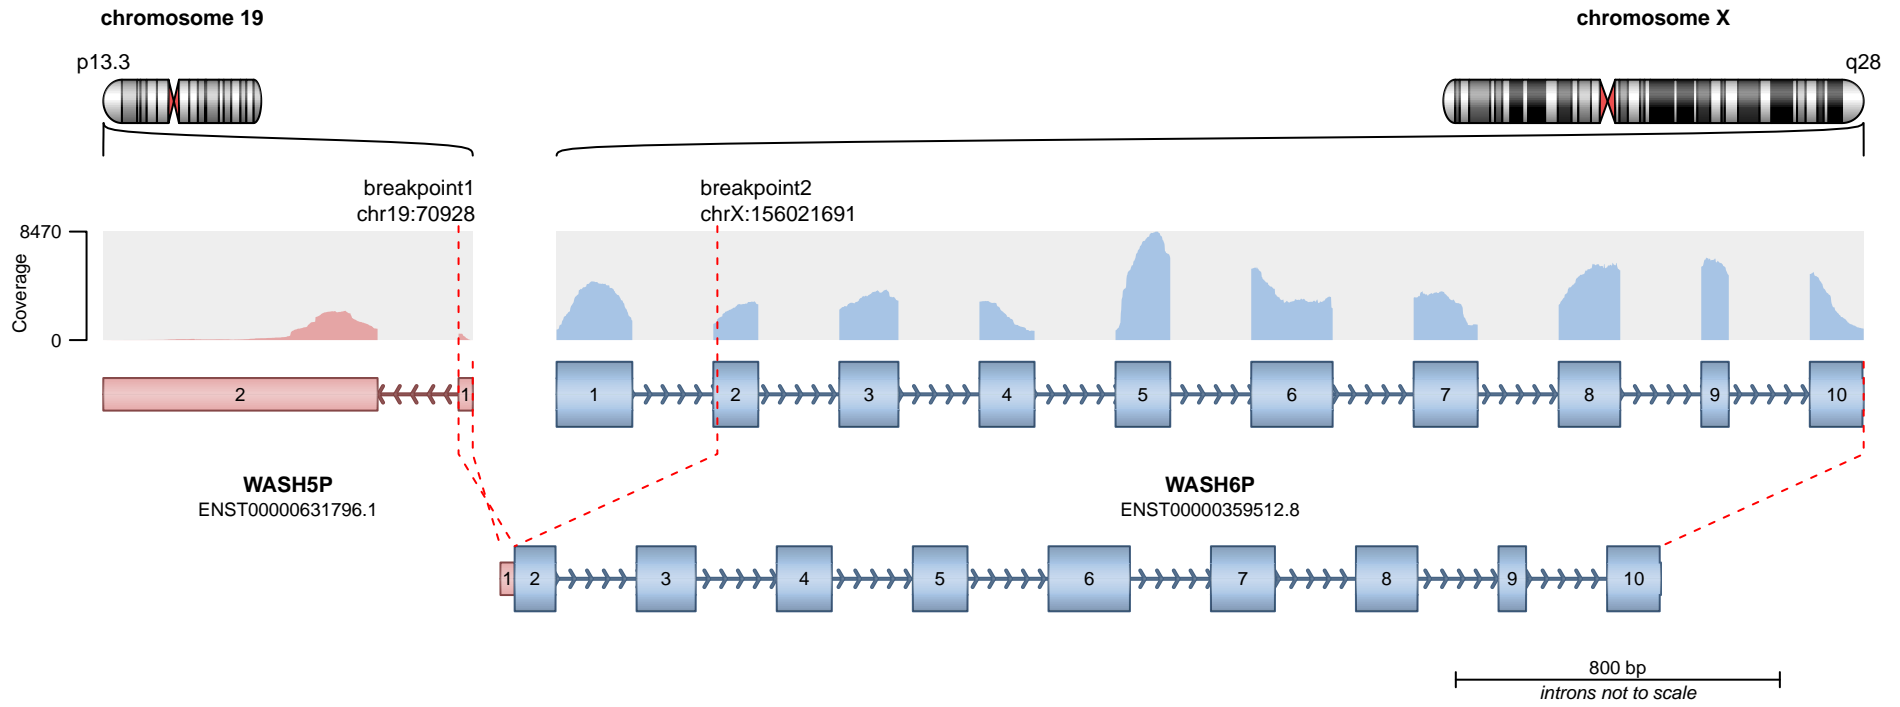 chromosome 19
chromosome X
p13.3
q28
breakpoint1
chr19:70928
breakpoint2
chrX:156021691
8470
Coverage
0
2
1
1
2
3
4
5
6
7
8
9
10
WASH5P
ENST00000631796.1
WASH6P
ENST00000359512.8
1
2
3
4
5
6
7
8
9
10
800 bp
introns not to scale